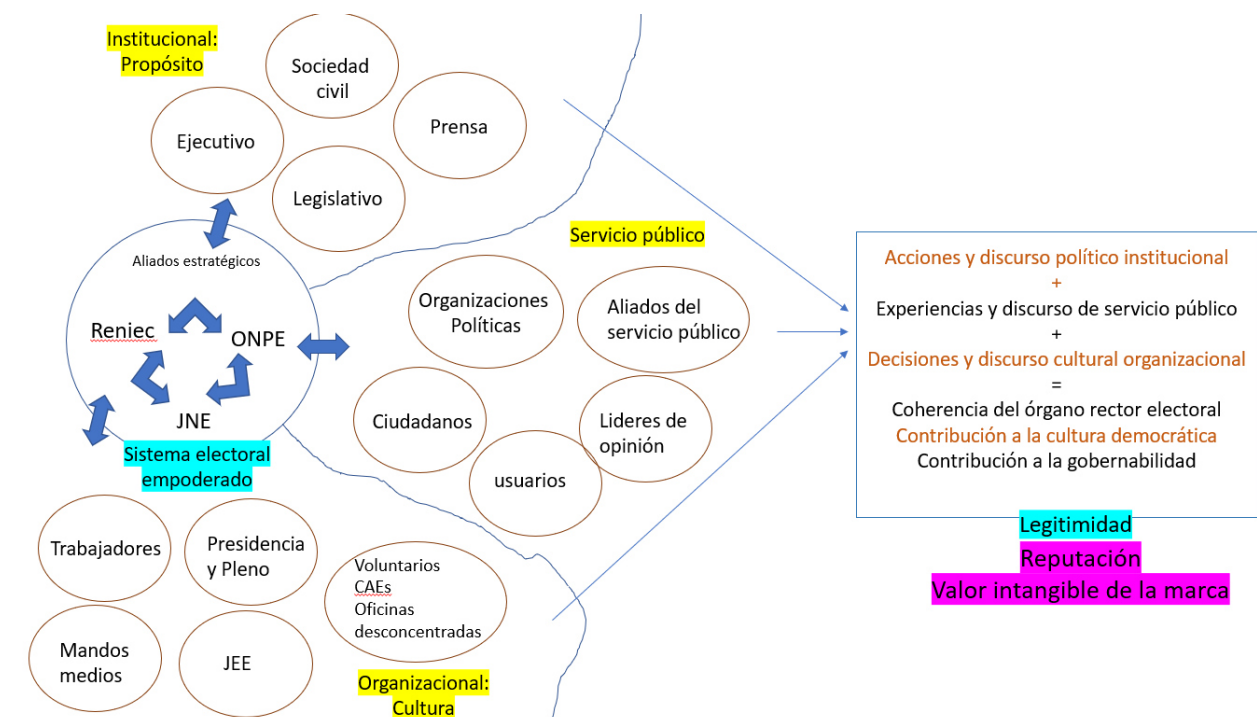 Institucional:
Propósito
Sociedad
civil
Prensa
Ejecutivo
Legislativo
Aliados estratégicos
Reniec
ONPE
JNE
Sistema electoral
empoderado
Servicio público
Organizaciones
Políticas
Aliados del
servicio público
Ciudadanos
Lideres de
opinión
usuarios
Trabajadores
Presidencia
y Pleno
Voluntarios
CAEs
Oficinas
desconcentradas
Mandos
medios
JEE
Organizacional:
Cultura
Acciones y discurso político institucional
+
Experiencias y discurso de servicio público
+
Decisiones y discurso cultural organizacional
=
Coherencia del órgano rector electoral
Contribución a la cultura democrática
Contribución a la gobernabilidad
Legitimidad
Reputación
Valor intangible de la marca